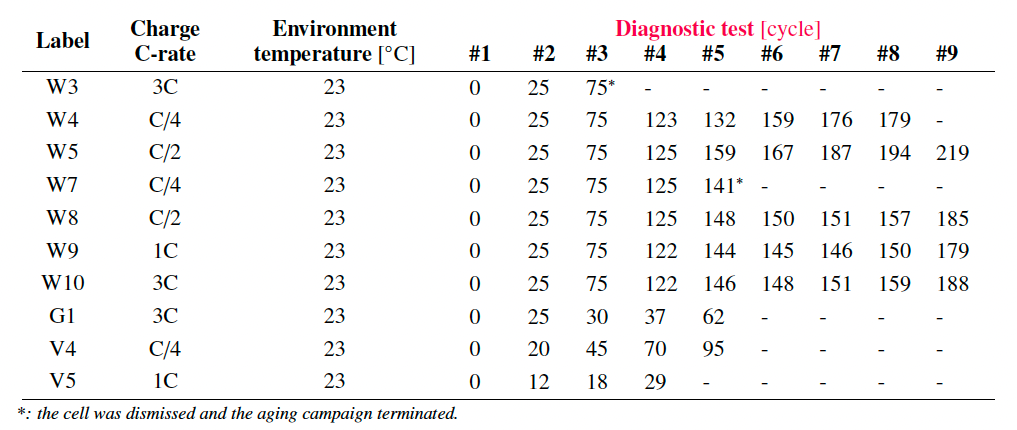 Label Charge C-rate Environment temperature [°C] Diagnostic test [cycle]
#1 #2 #3 #4 #5 #6 #7 #8 #9
W3 3C 23 0 25 75* - - - - - -
W4 C/4 23 0 25 75 123 132 159 176 179 -
W5 C/2 23 0 25 75 125 159 167 187 194 219
W7 C/4 23 0 25 75 125 141* - - - -
W8 C/2 23 0 25 75 125 148 150 151 157 185
W9 1C 23 0 25 75 122 144 145 146 150 179
W10 3C 23 0 25 75 122 146 148 151 159 188
G1 3C 23 0 25 30 37 62 - - - -
V4 C/4 23 0 20 45 70 95 - - - -
V5 1C 23 0 12 18 29 - - - - -
*: the cell was dismissed and the aging campaign terminated.